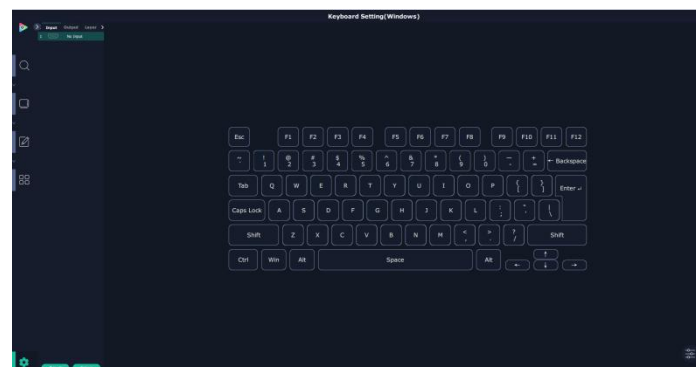 Keyboard Setting(Windows)
Input Output Layer
1 No Input
Esc F1 F2 F3 F4 F5 F6 F7 F8 F9 F10 F11 F12
~ ! @ # $ % ^ & * ( ) — +
` 1 2 3 4 5 6 7 8 9 0 - = ← Backspace
Tab Q W E R T Y U I O P { [ } ] Enter ↵
Caps Lock A S D F G H J K L : ; " ' | \
Shift Z X C V B N M < , > . ? / Shift
Ctrl Win Alt Space Alt ← ↑ ↓ →